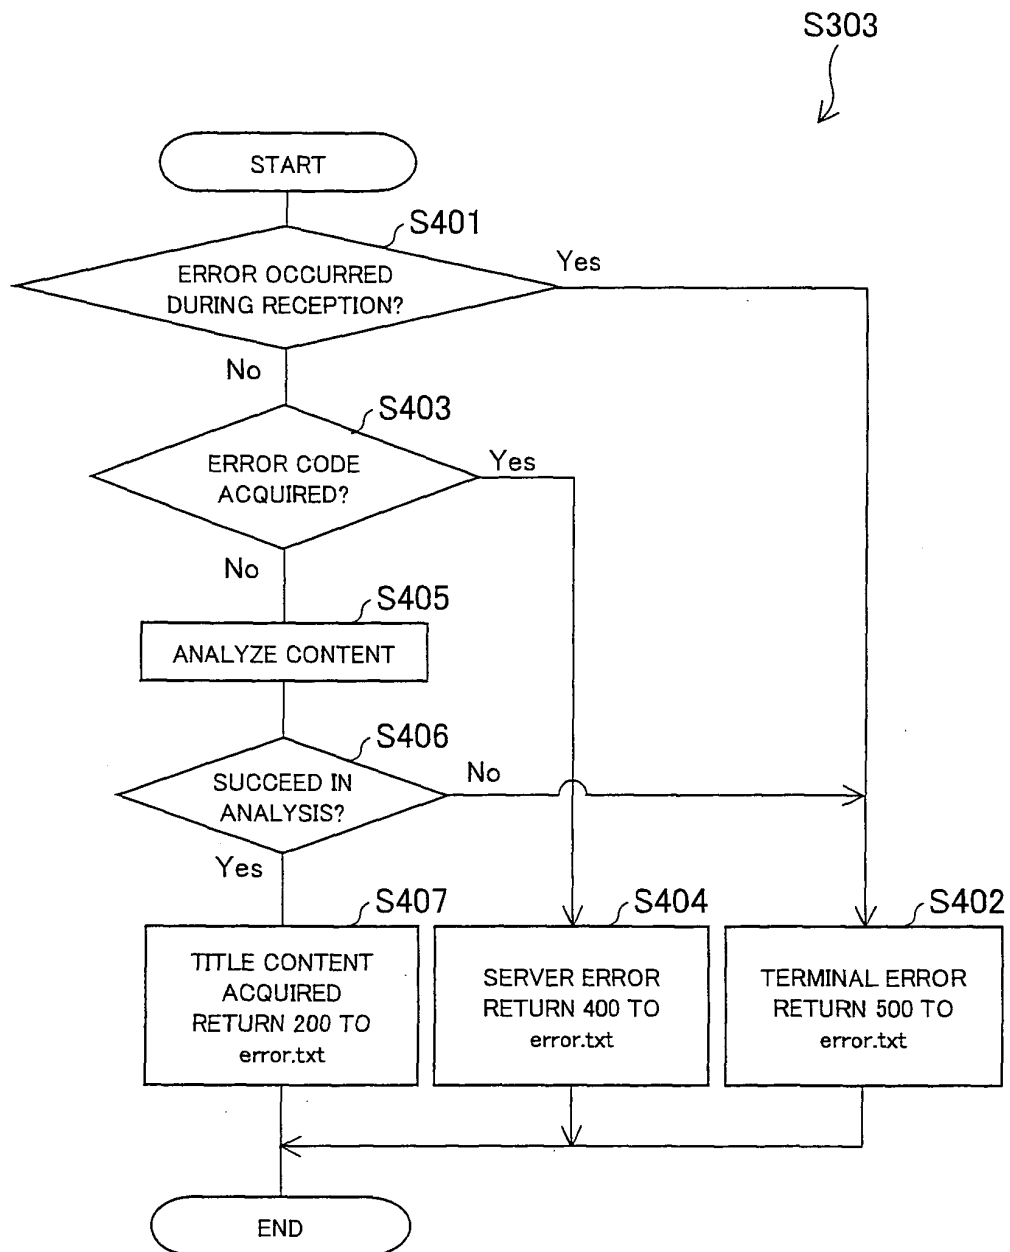 S303
START
S401
ERROR OCCURRED
DURING RECEPTION?
Yes
No
S403
ERROR CODE
ACQUIRED?
Yes
No
S405
ANALYZE CONTENT
S406
SUCCEED IN
ANALYSIS?
No
Yes
S407
TITLE CONTENT
ACQUIRED
RETURN 200 TO
error.txt
S404
SERVER ERROR
RETURN 400 TO
error.txt
S402
TERMINAL ERROR
RETURN 500 TO
error.txt
END